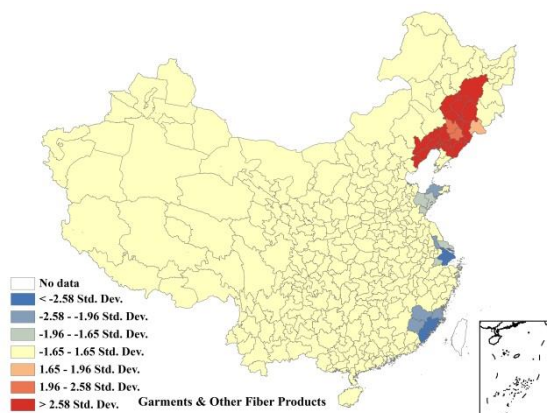 No data
< -2.58 Std. Dev.
-2.58 - -1.96 Std. Dev.
-1.96 - -1.65 Std. Dev.
-1.65 - 1.65 Std. Dev.
1.65 - 1.96 Std. Dev.
1.96 - 2.58 Std. Dev.
> 2.58 Std. Dev.
Garments & Other Fiber Products